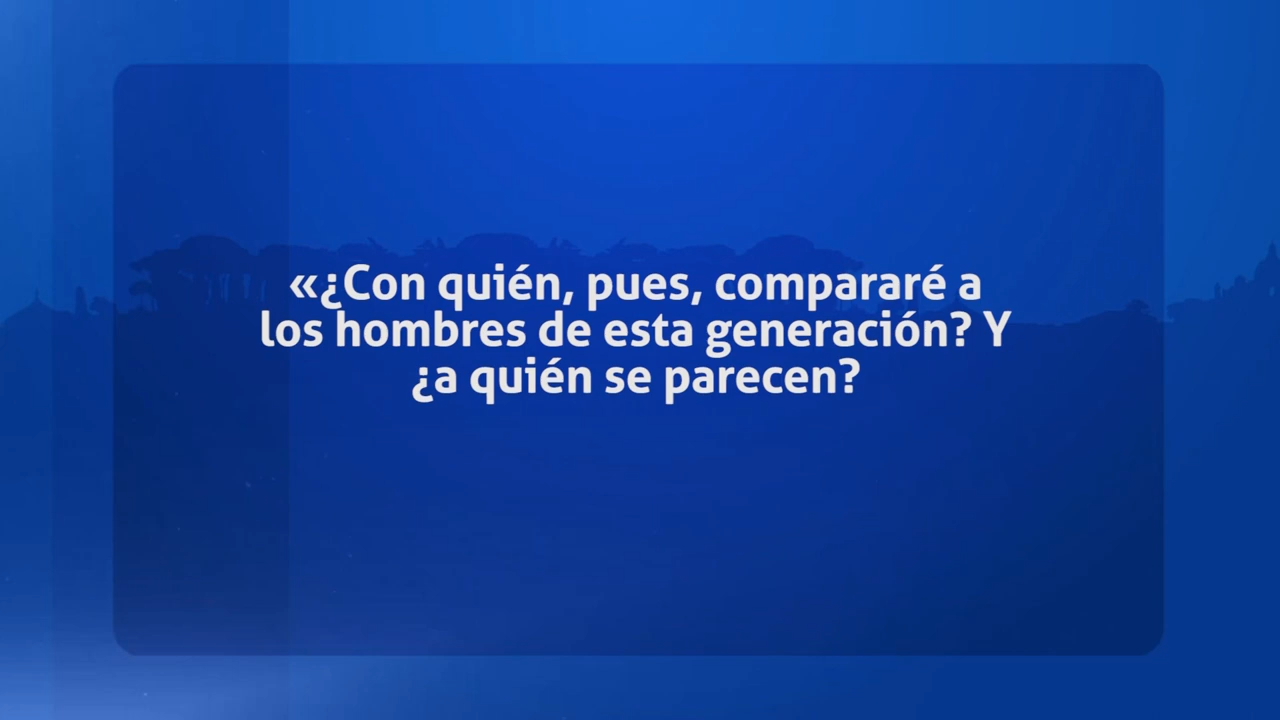 «¿Con quién, pues, compararé a
los hombres de esta generación? Y
¿a quién se parecen?